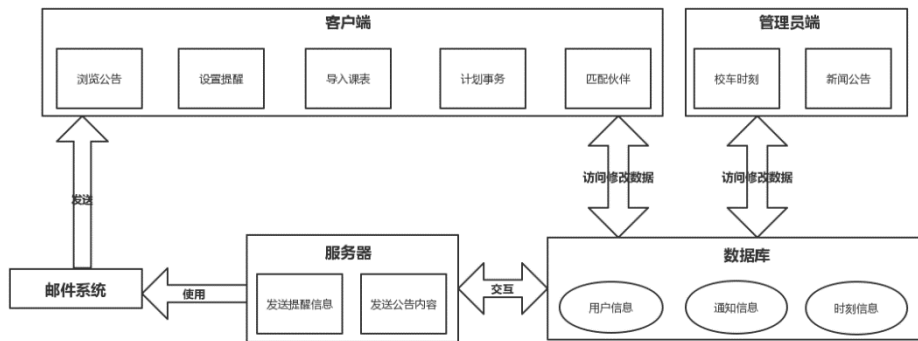 客户端
管理员端
浏览公告
设置提醒
导入课表
计划事务
匹配伙伴
校车时刻
新闻公告
发送
访问修改数据
访问修改数据
服务器
数据库
邮件系统
使用
发送提醒信息
发送公告内容
交互
用户信息
通知信息
时刻信息